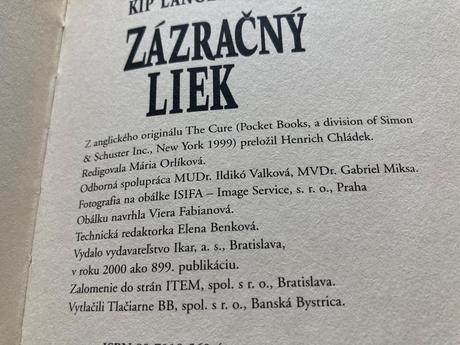 KIP
ZÁZRAČNÝ
LIEK
Z anglického originálu The Cure (Pocket Books, a division of Simon
& Schuster Inc., New York 1999) preložil Henrich Chládek.
Redigovala Mária Orlíková.
Odborná spolupráca MUDr. Ildikó Valková, MVDr. Gabriel Miksa.
Fotografia na obálke ISIFA – Image Service, s. r. o., Praha
Obálku navrhla Viera Fabianová.
Technická redaktorka Elena Benková.
Vydalo vydavateľstvo Ikar, a. s., Bratislava,
v roku 2000 ako 899. publikáciu.
Zalomenie do strán ITEM, spol. s r. o., Bratislava.
Vytlačili Tlačiarne BB, spol. s r. o., Banská Bystrica.